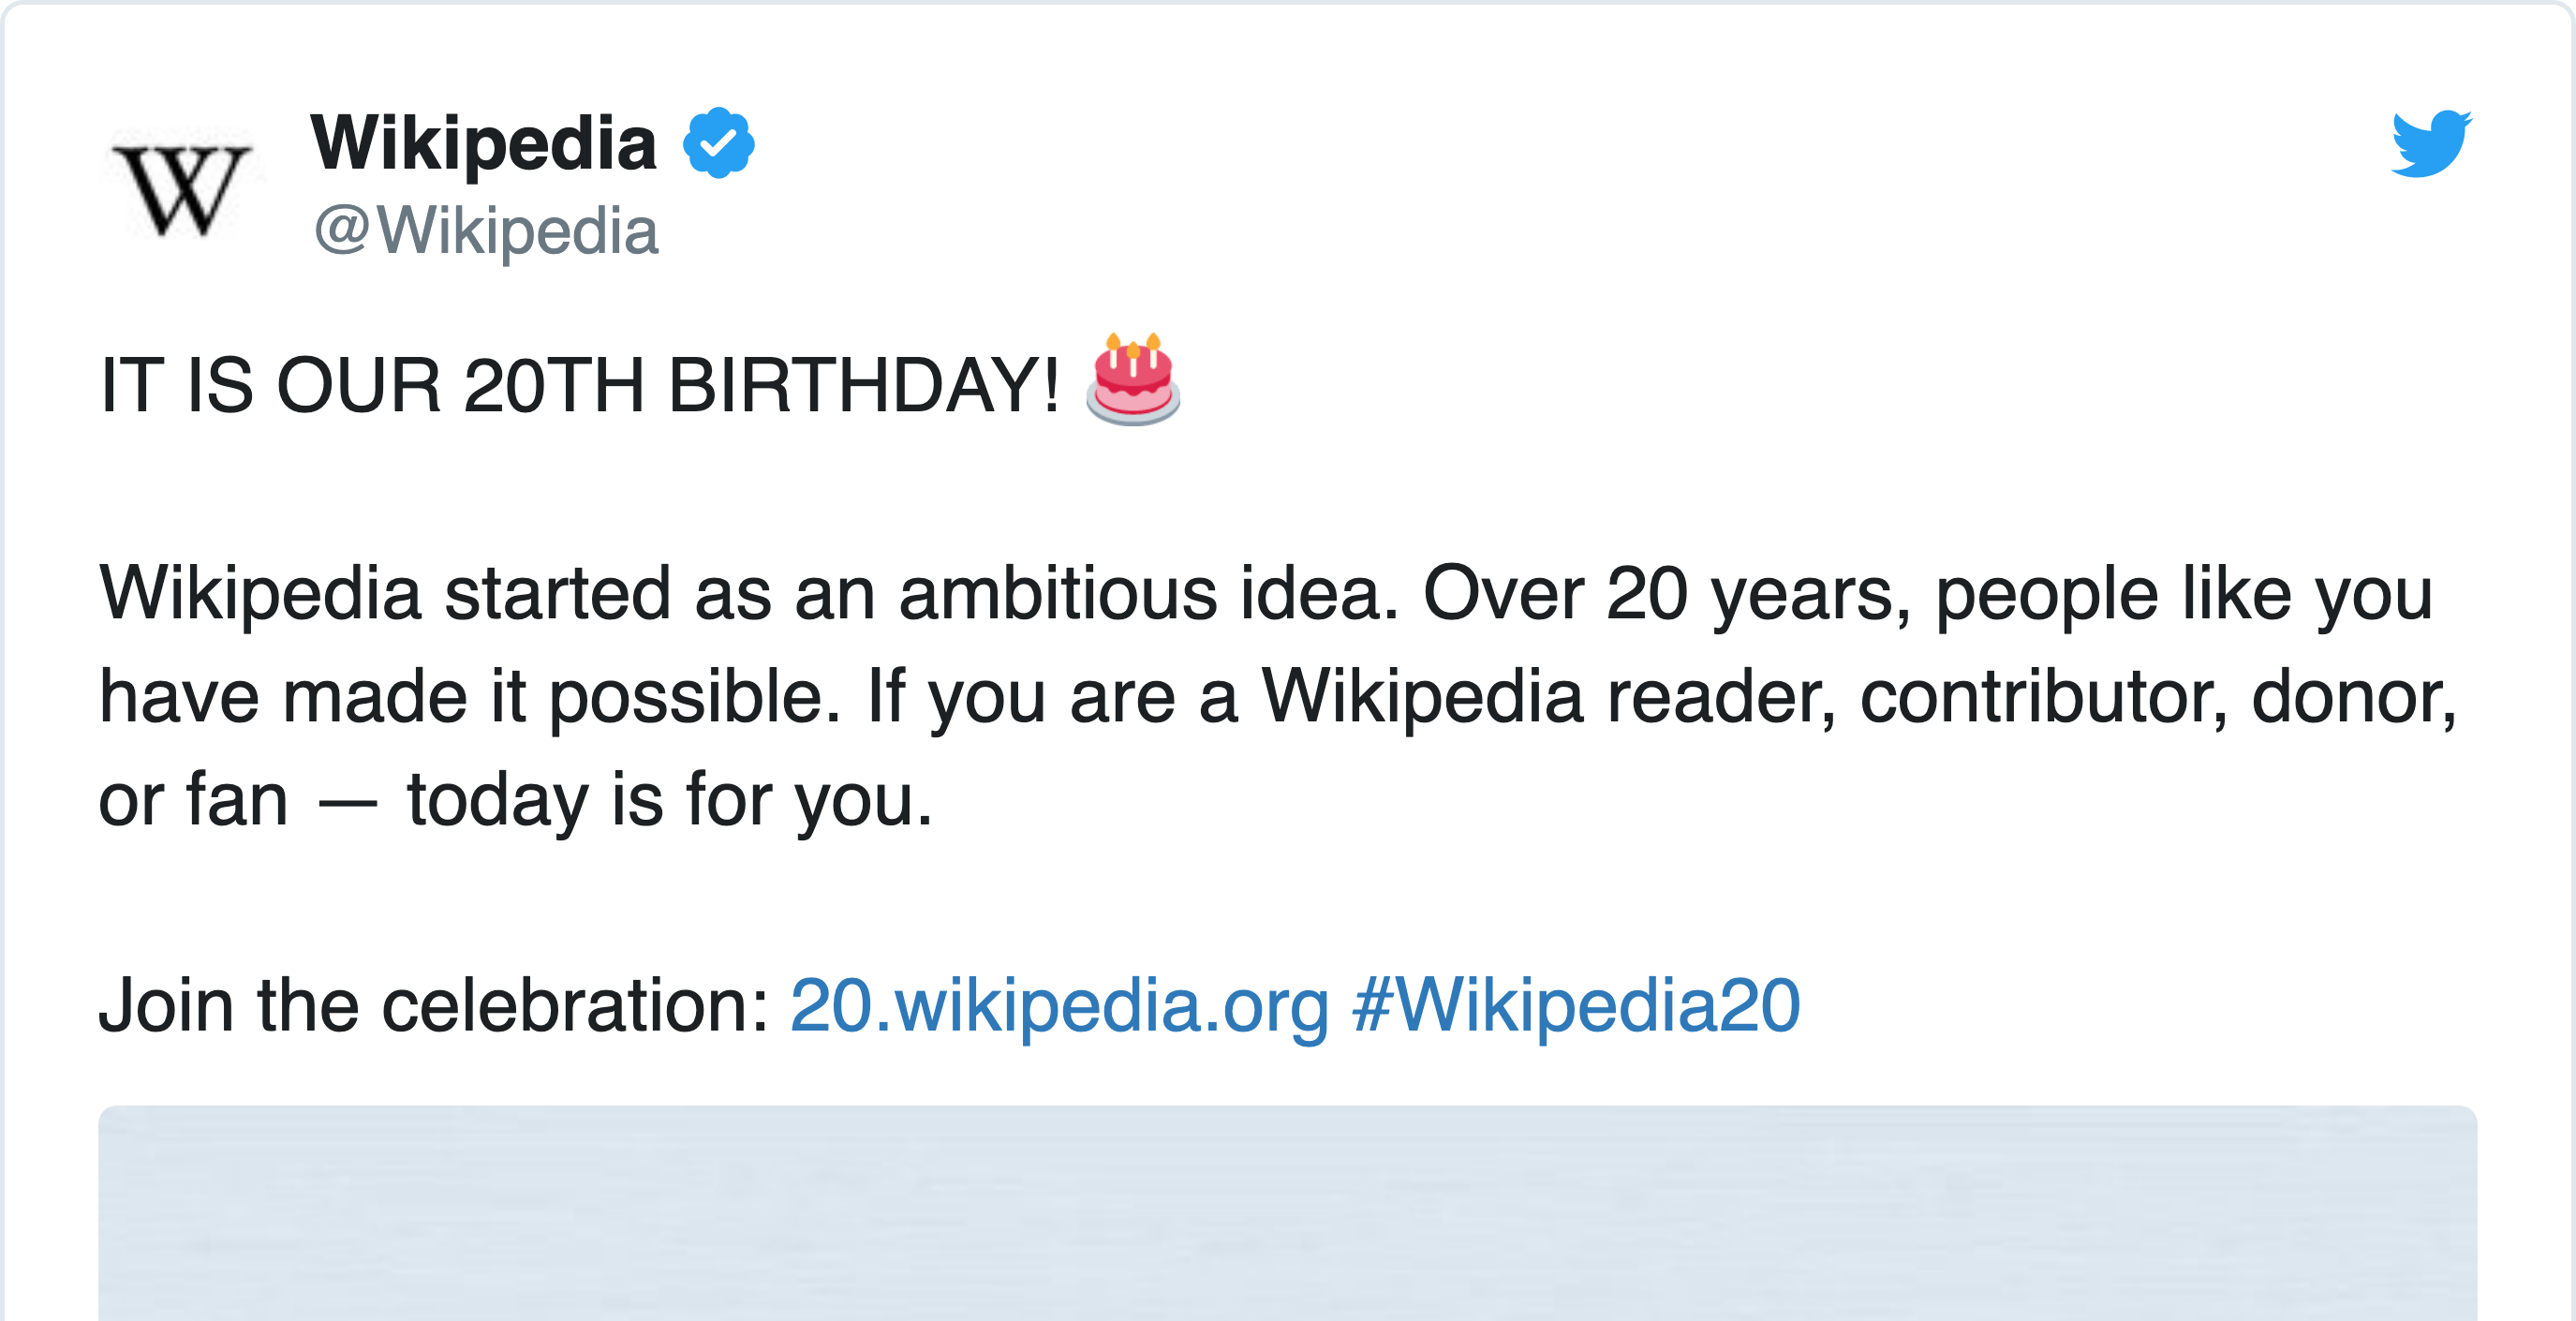 W
Wikipedia
@Wikipedia
IT IS OUR 20TH BIRTHDAY! 🎂
Wikipedia started as an ambitious idea. Over 20 years, people like you
have made it possible. If you are a Wikipedia reader, contributor, donor,
or fan — today is for you.
Join the celebration: 20.wikipedia.org #Wikipedia20